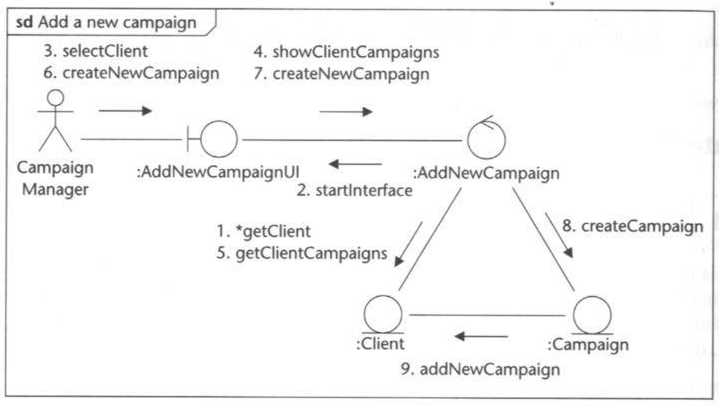 sd Add a new campaign
3. selectClient
6. createNewCampaign
4. showClientCampaigns
7. createNewCampaign
Campaign
Manager
:AddNewCampaignUI
:AddNewCampaign
2. startInterface
1. *getClient
5. getClientCampaigns
8. createCampaign
:Client
:Campaign
9. addNewCampaign